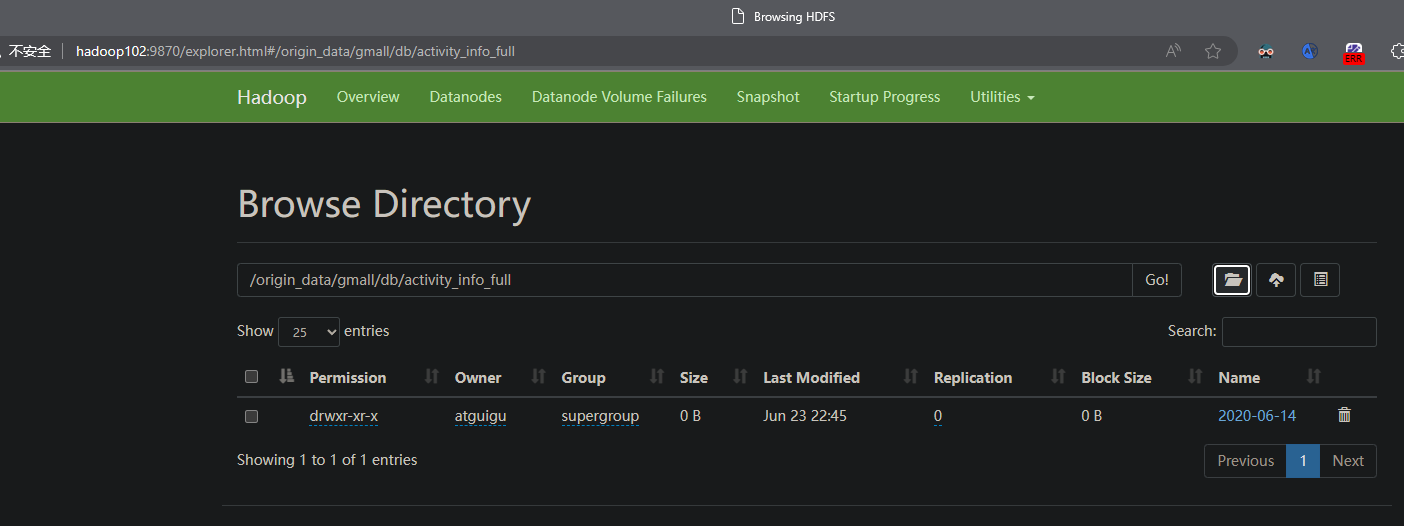 Browsing HDFS
不安全 hadoop102:9870/explorer.html#/origin_data/gmall/db/activity_info_full
ERR
Hadoop Overview Datanodes Datanode Volume Failures Snapshot Startup Progress Utilities
Browse Directory
/origin_data/gmall/db/activity_info_full Go!
Show 25 entries Search:
Permission Owner Group Size Last Modified Replication Block Size Name
drwxr-xr-x atguigu supergroup 0 B Jun 23 22:45 0 0 B 2020-06-14
Showing 1 to 1 of 1 entries Previous 1 Next